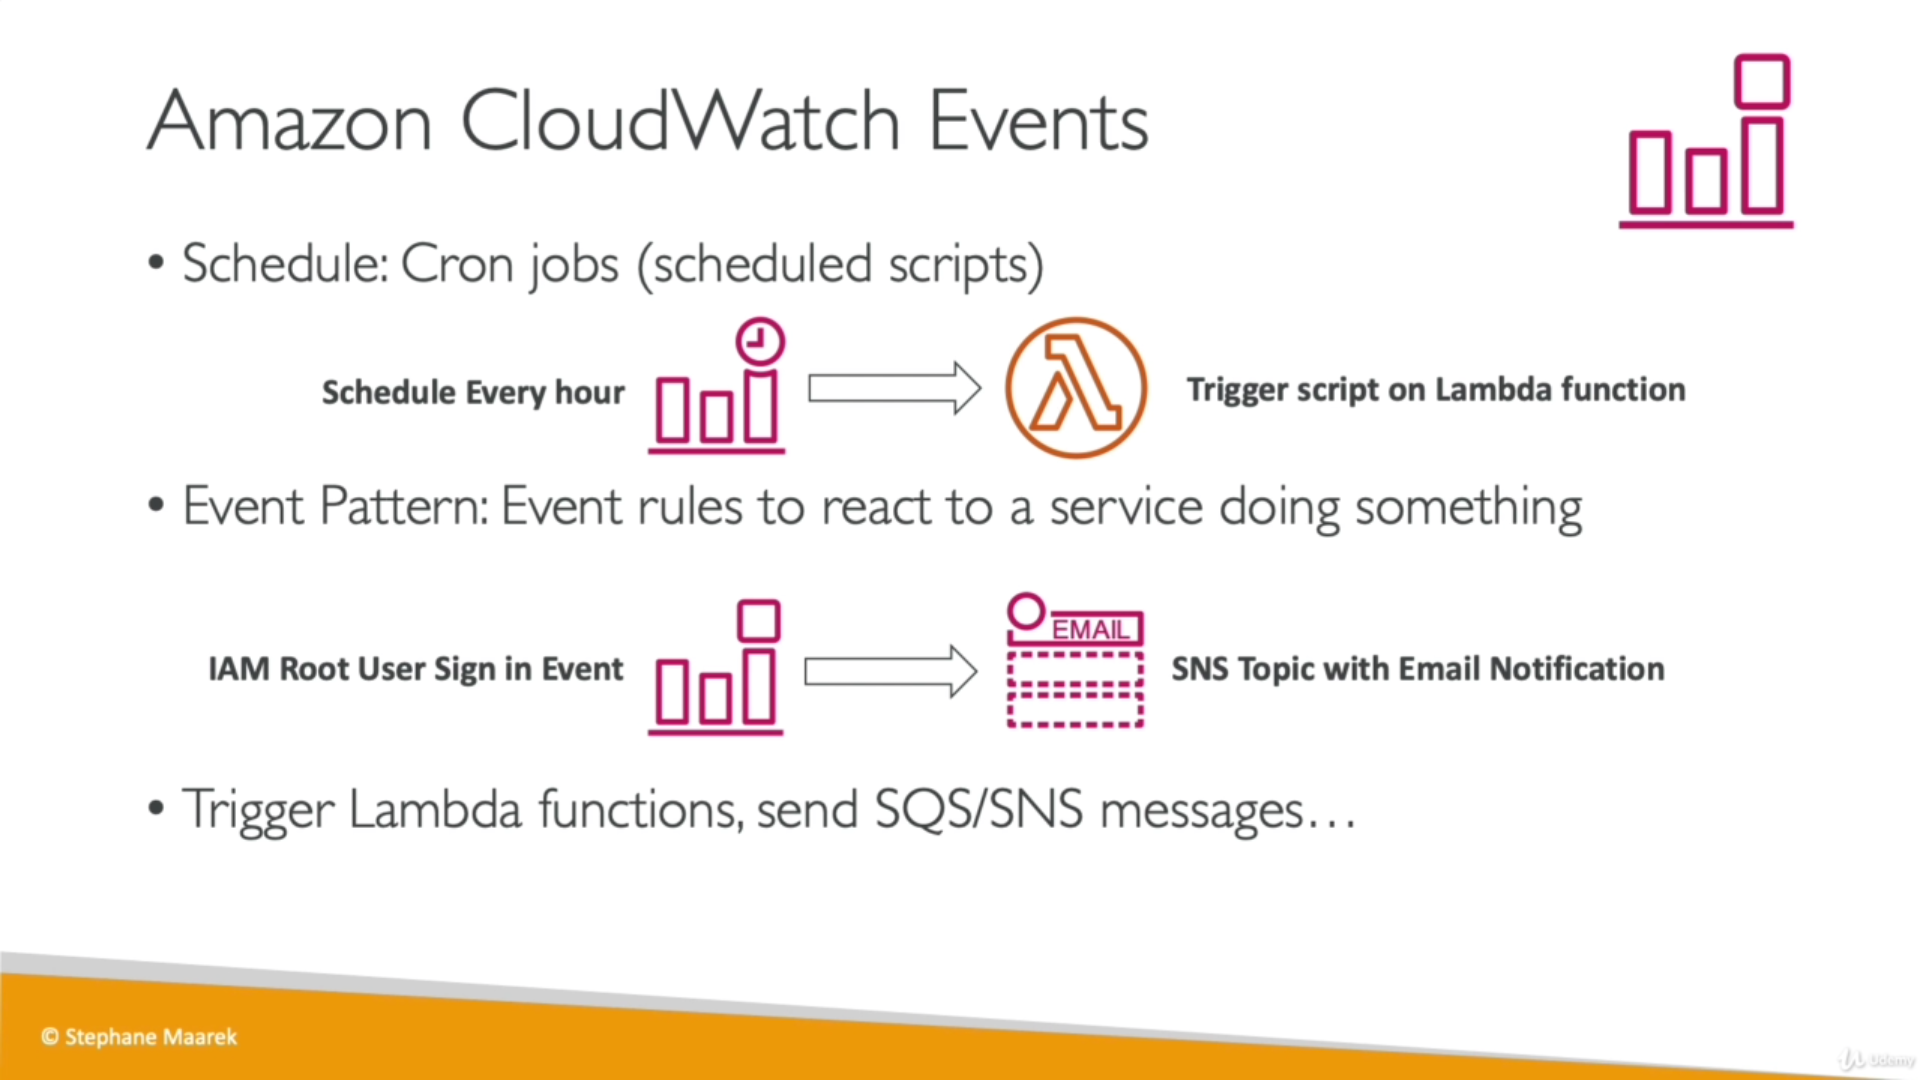 Amazon CloudWatch Events
• Schedule: Cron jobs (scheduled scripts)
Schedule Every hour
Trigger script on Lambda function
• Event Pattern: Event rules to react to a service doing something
IAM Root User Sign in Event
EMAIL
SNS Topic with Email Notification
• Trigger Lambda functions, send SQS/SNS messages…
© Stephane Maarek
Udemy